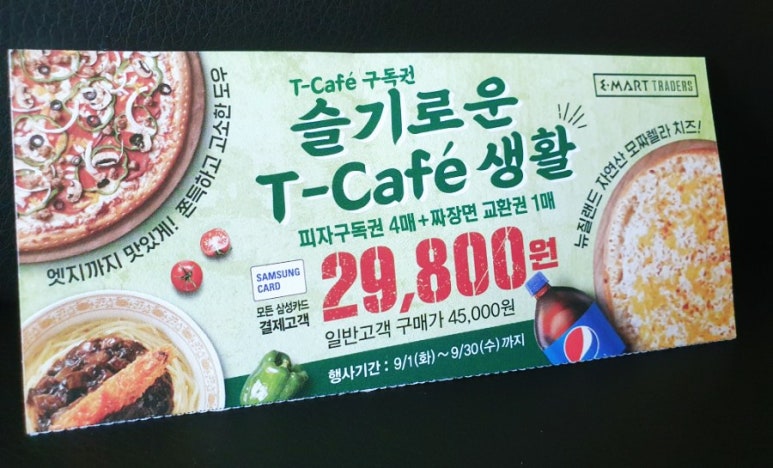 T-Café 구독권
슬기로운
T-Café 생활
피자구독권 4매+짜장면 교환권 1매
SAMSUNG
CARD
모든 삼성카드
결제고객
29,800원
일반고객 구매가 45,000원
행사기간 : 9/1(화)~9/30(수)까지
E·MART TRADERS
엣지까지 맛있게! 쫀득하고 고소한 도우
뉴질랜드 자연산 모짜렐라 치즈!